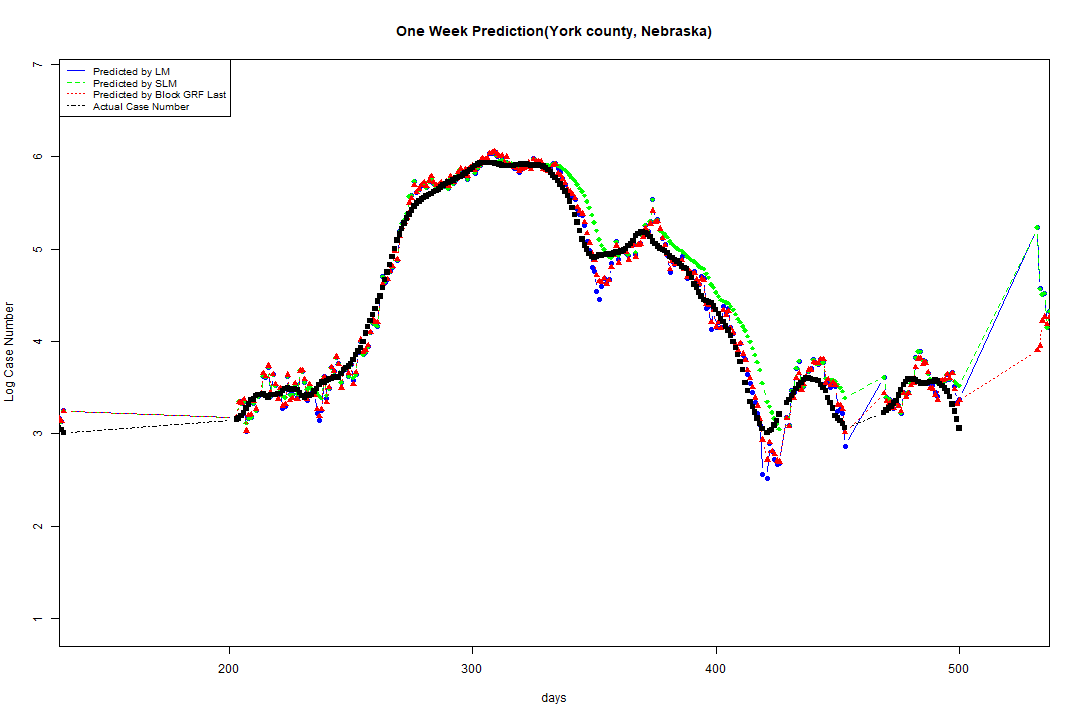 One Week Prediction(York county, Nebraska)
Predicted by LM
Predicted by SLM
Predicted by Block GRF Last
Actual Case Number
7
6
5
4
3
2
1
Log Case Number
200 300 400 500
days